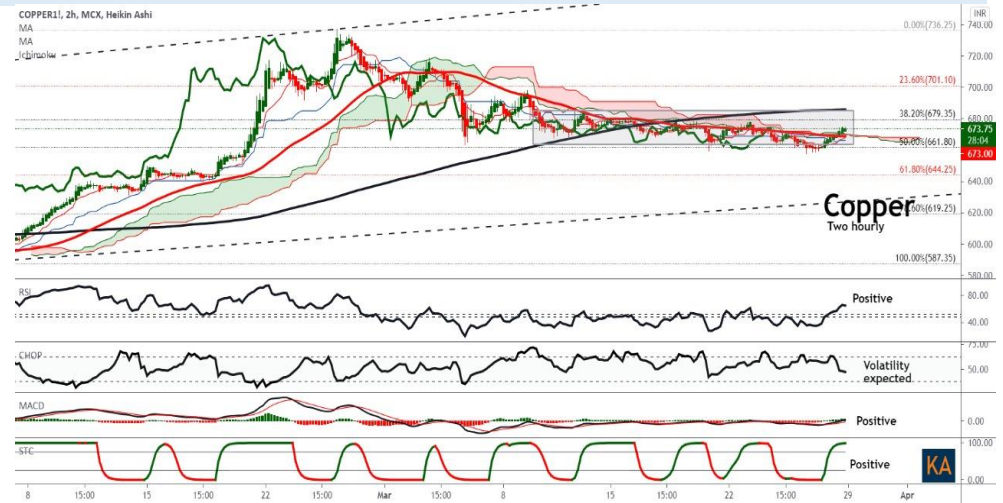 COPPER1!, 2h, MCX, Heikin Ashi
MA
MA
Ichimoku
INR
0.00%(736.25)
740.00
720.00
23.60%(701.10)
700.00
38.20%(679.35)
680.00
673.75
28:04
673.00
50.00%(661.80)
61.80%(644.25)
640.00
Copper
Two hourly
.60%(619.25)
620.00
600.00
100.00%(587.35)
580.00
RSI
Positive
80.00
40.00
CHOP
75.00
Volatility
expected
50.00
MACD
Positive
0.00
STC
100.00
Positive
KA
0.00
8 15:00 15 15:00 22 15:00 Mar 15:00 8 15:00 15 15:00 22 15:00 29 Apr